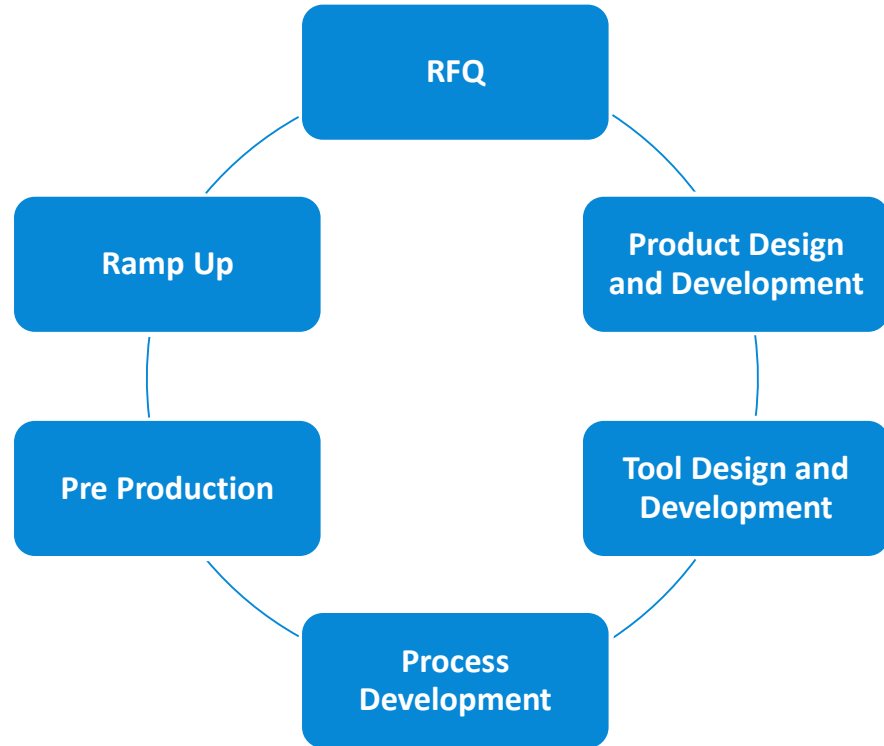 RFQ
Product Design
and Development
Tool Design and
Development
Process
Development
Pre Production
Ramp Up